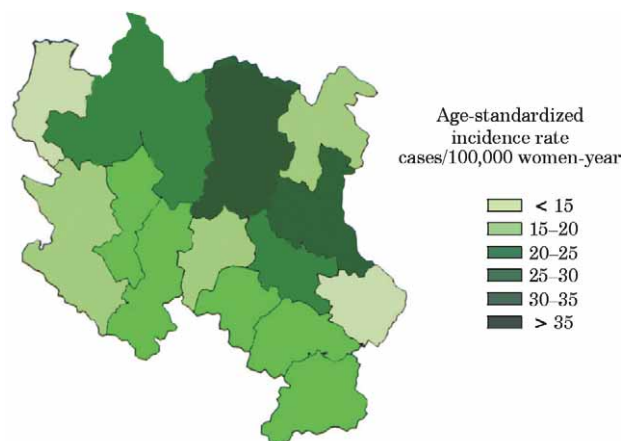 Age-standardized
incidence rate
cases/100,000 women-year
< 15
15–20
20–25
25–30
30–35
> 35